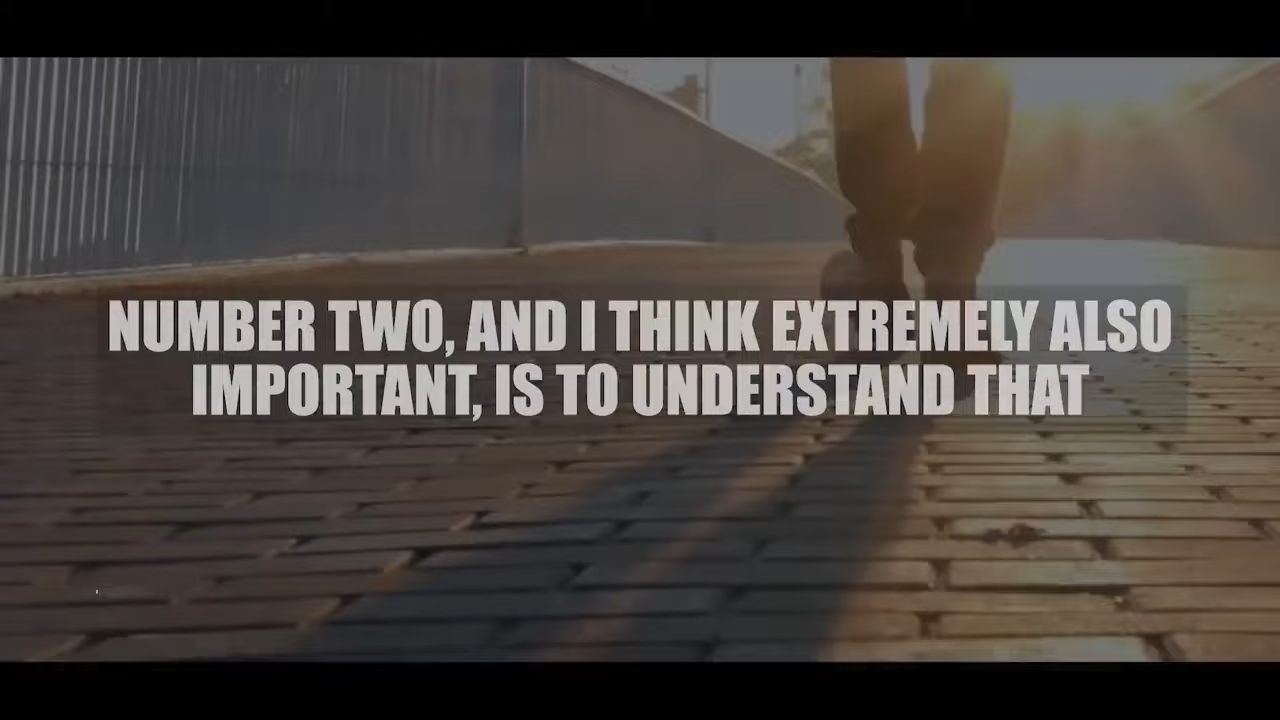 NUMBER TWO, AND I THINK EXTREMELY ALSO
IMPORTANT, IS TO UNDERSTAND THAT